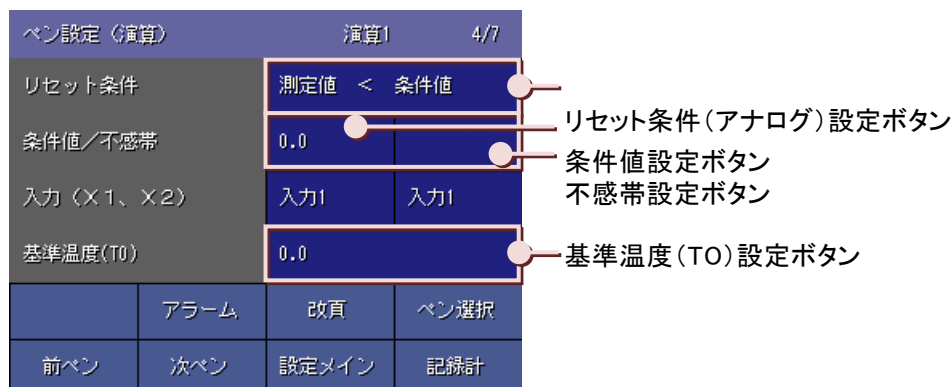 ペン設定（演算） 演算1 4/7
リセット条件 測定値 ＜ 条件値
条件値／不感帯 0.0
入力（X1、X2） 入力1 入力1
基準温度(T0) 0.0
アラーム 改頁 ペン選択
前ペン 次ペン 設定メイン 記録計
リセット条件（アナログ）設定ボタン
条件値設定ボタン
不感帯設定ボタン
基準温度（TO）設定ボタン